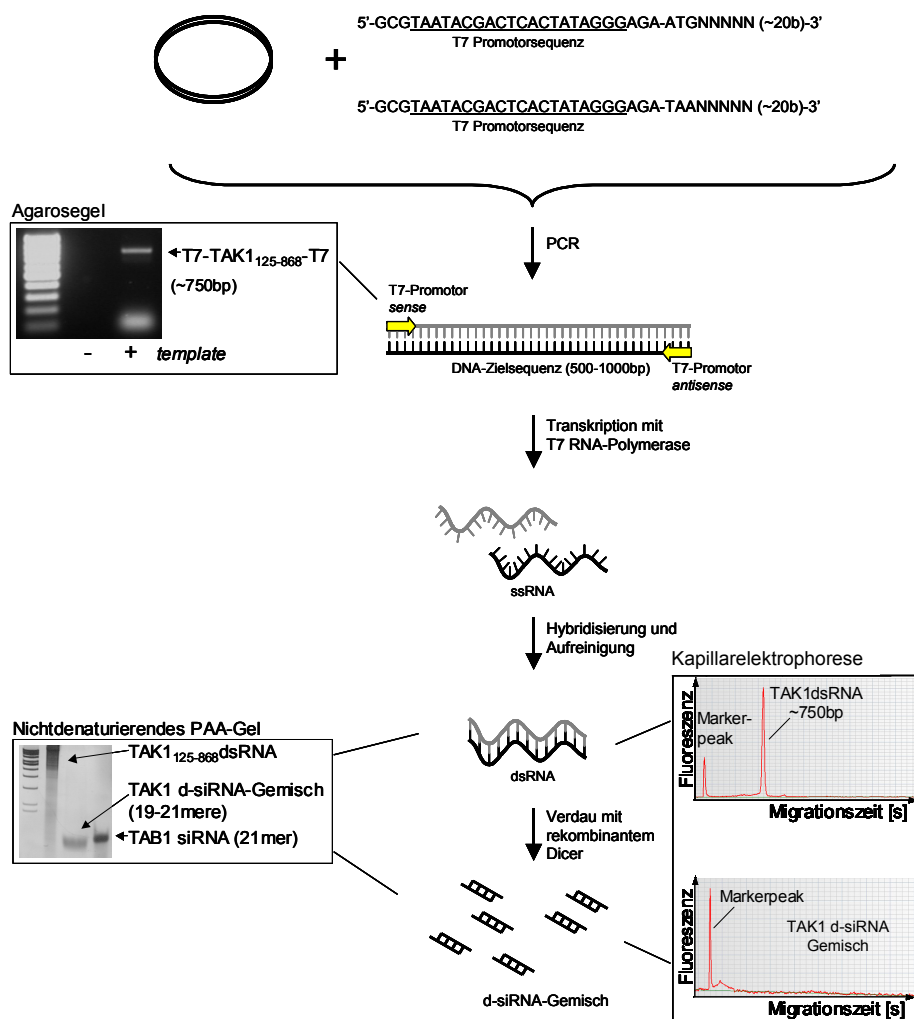 5'-GCGTAATACGACTCACTATAGGGAGA-ATGNNNNN (~20b)-3'
T7 Promotorsequenz
+
5'-GCGTAATACGACTCACTATAGGGAGA-TAANNNNN (~20b)-3'
T7 Promotorsequenz
Agarosegel
T7-TAK1125-868-T7
(~750bp)
- + template
PCR
T7-Promotor
sense
DNA-Zielsequenz (500-1000bp)
T7-Promotor
antisense
Transkription mit
T7 RNA-Polymerase
ssRNA
Hybridisierung und
Aufreinigung
Kapillarelektrophorese
Fluoreszenz
Marker-
peak
TAK1dsRNA
~750bp
Migrationszeit [s]
Nichtdenaturierendes PAA-Gel
TAK1125-868dsRNA
TAK1 d-siRNA-Gemisch
(19-21mere)
TAB1 siRNA (21mer)
dsRNA
Verdau mit
rekombinantem
Dicer
Fluoreszenz
Markerpeak
TAK1 d-siRNA
Gemisch
Migrationszeit [s]
d-siRNA-Gemisch